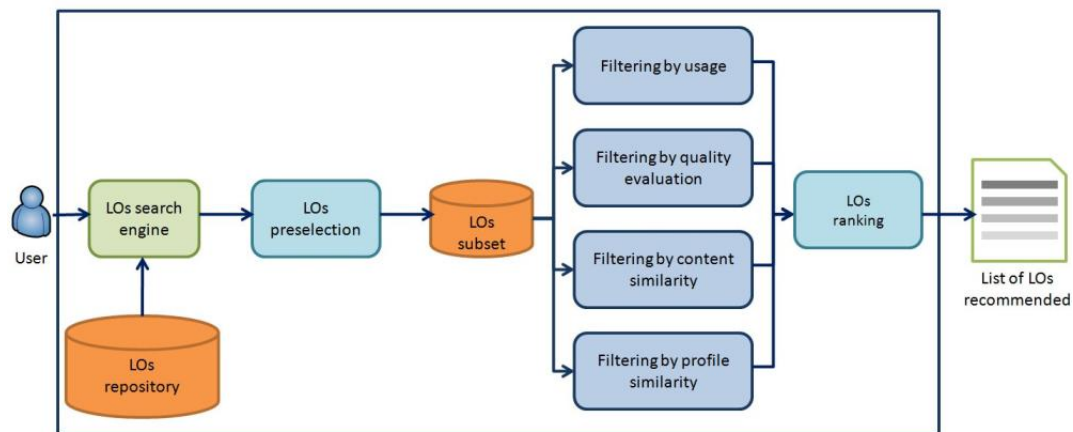 User
LOs search
engine
LOs
repository
LOs
preselection
LOs
subset
Filtering by usage
Filtering by quality
evaluation
Filtering by content
similarity
Filtering by profile
similarity
LOs
ranking
List of LOs
recommended